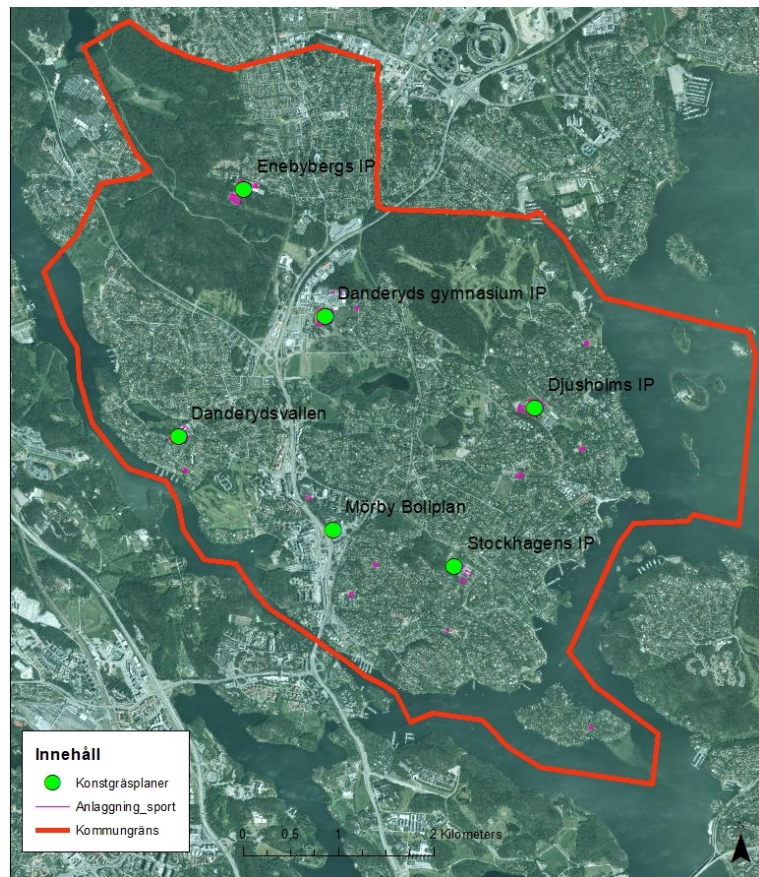 Enebybergs IP
Danderyds gymnasium IP
Djusholms IP
Danderydsvallen
Mörby Bollplan
Stockhagens IP
Innehåll
Konstgräsplaner
Anlaggning_sport
Kommungräns
0 0,5 1 2 Kilometers